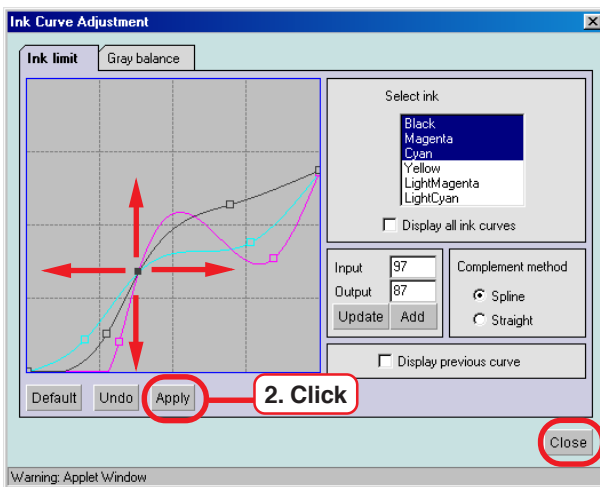 Ink Curve Adjustment
Ink limit
Gray balance
Select ink
Black
Magenta
Cyan
Yellow
LightMagenta
LightCyan
Display all ink curves
Input 97
Output 87
Update Add
Complement method
Spline
Straight
Display previous curve
Default Undo Apply
2. Click
Close
Warning: Applet Window